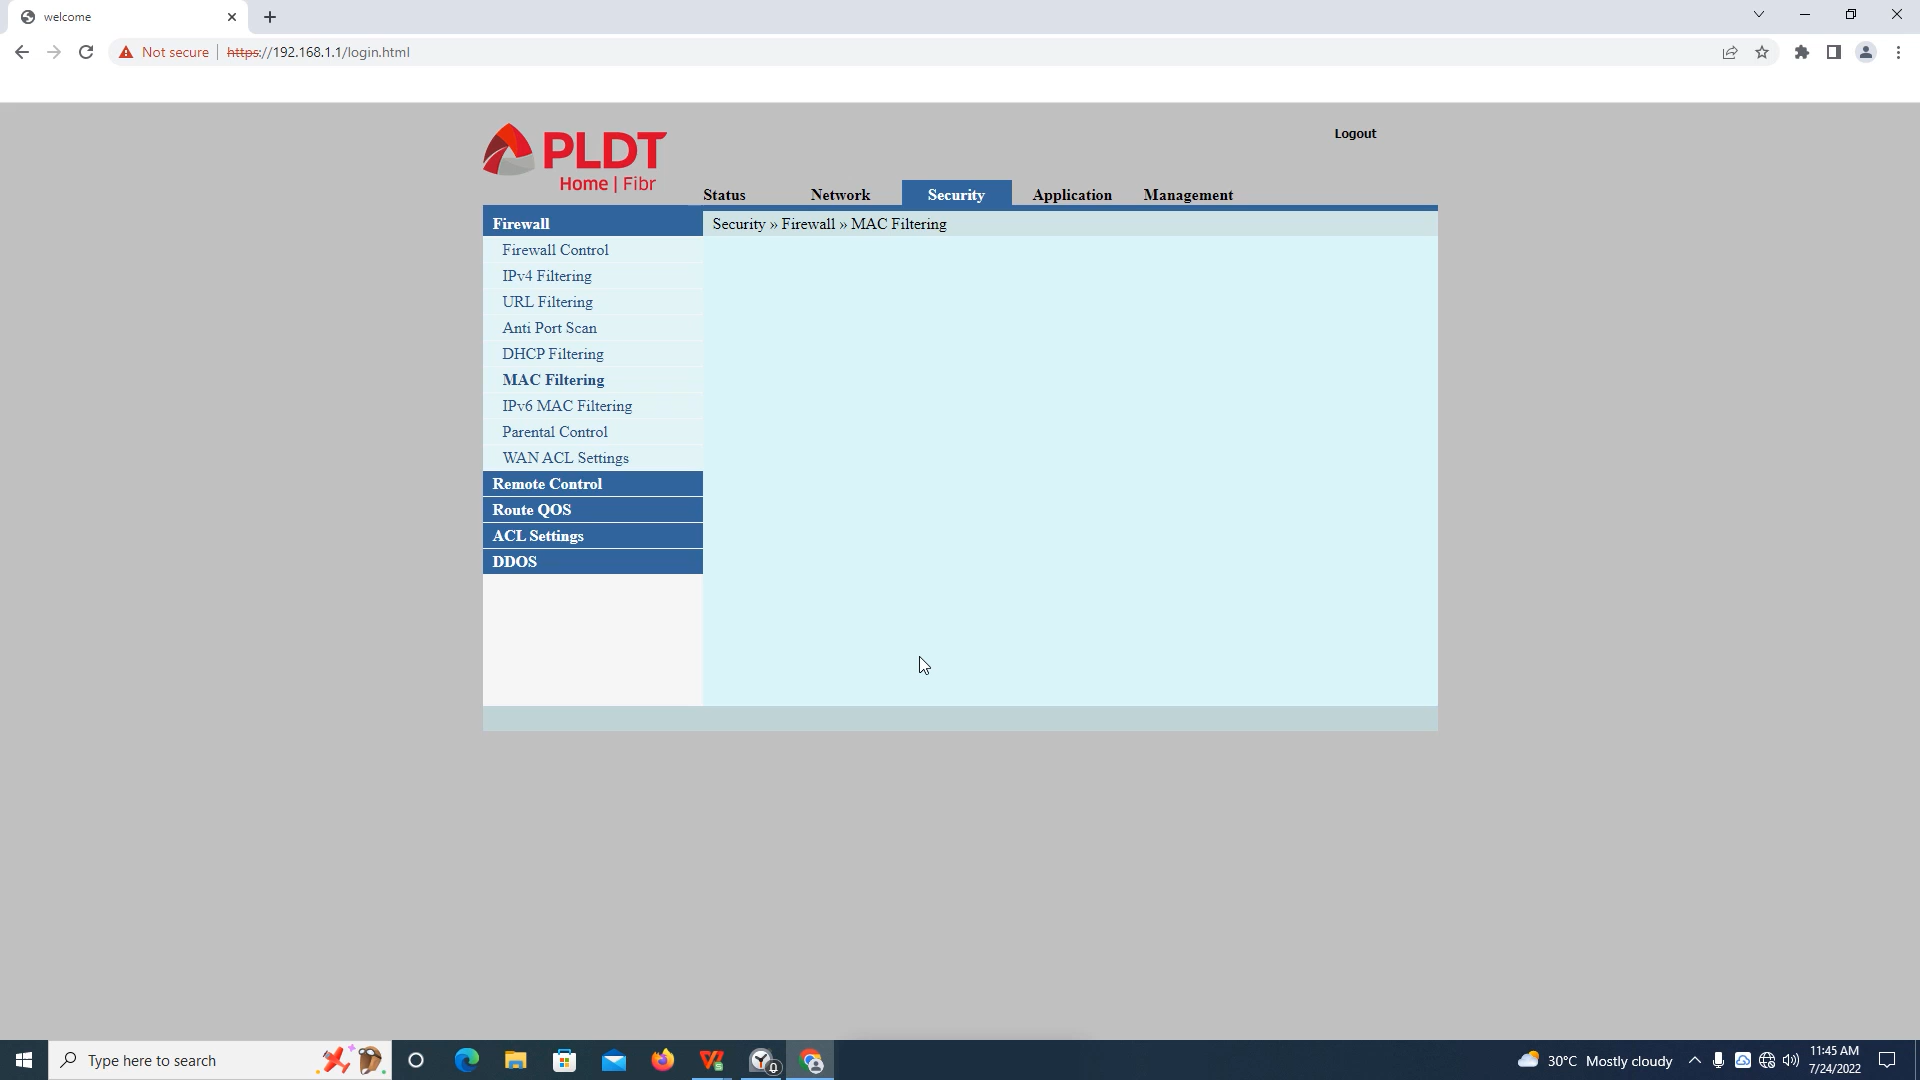 welcome
Not secure https://192.168.1.1/login.html
PLDT
Home | Fibr
Logout
Status Network Security Application Management
Firewall
Security » Firewall » MAC Filtering
Firewall Control
IPv4 Filtering
URL Filtering
Anti Port Scan
DHCP Filtering
MAC Filtering
IPv6 MAC Filtering
Parental Control
WAN ACL Settings
Remote Control
Route QOS
ACL Settings
DDOS
Type here to search
30°C Mostly cloudy
11:45 AM
7/24/2022